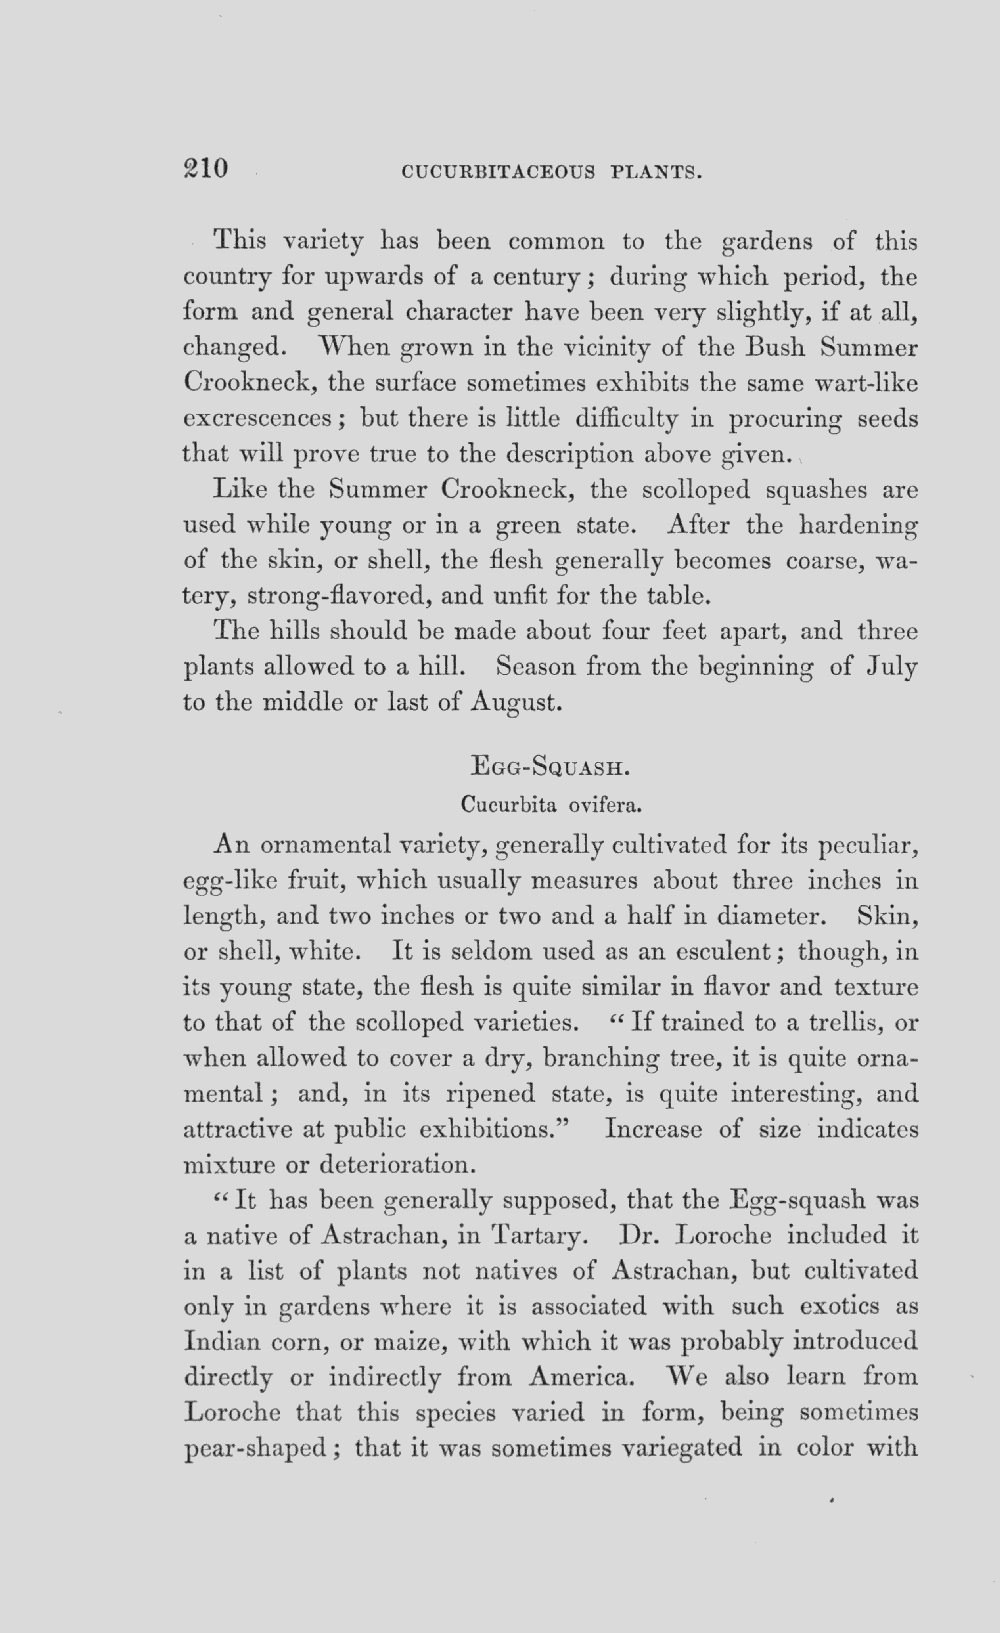 210 CUCURBITACEOUS PLANTS.
This variety has been common to the gardens of this
country for upwards of a century; during which period, the
form and general character have been very slightly, if at all,
changed. When grown in the vicinity of the Bush Summer
Crookneck, the surface sometimes exhibits the same wart-like
excrescences; but there is little difficulty in procuring seeds
that will prove true to the description above given.
Like the Summer Crookneck, the scolloped squashes are
used while young or in a green state. After the hardening
of the skin, or shell, the flesh generally becomes coarse, wa-
tery, strong-flavored, and unfit for the table.
The hills should be made about four feet apart, and three
plants allowed to a hill. Season from the beginning of July
to the middle or last of August.
EGG-SQUASH.
Cucurbita ovifera.
An ornamental variety, generally cultivated for its peculiar,
egg-like fruit, which usually measures about three inches in
length, and two inches or two and a half in diameter. Skin,
or shell, white. It is seldom used as an esculent; though, in
its young state, the flesh is quite similar in flavor and texture
to that of the scolloped varieties. "If trained to a trellis, or
when allowed to cover a dry, branching tree, it is quite orna-
mental; and, in its ripened state, is quite interesting, and
attractive at public exhibitions." Increase of size indicates
mixture or deterioration.
"It has been generally supposed, that the Egg-squash was
a native of Astrachan, in Tartary. Dr. Loroche included it
in a list of plants not natives of Astrachan, but cultivated
only in gardens where it is associated with such exotics as
Indian corn, or maize, with which it was probably introduced
directly or indirectly from America. We also learn from
Loroche that this species varied in form, being sometimes
pear-shaped; that it was sometimes variegated in color with